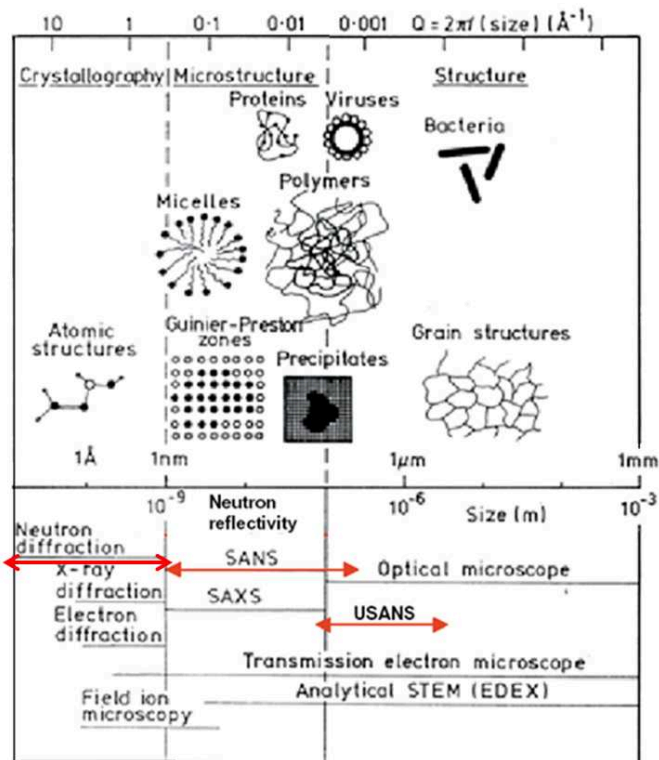 10 1 0·1 0·01 0·001 Q = 2π/ (size) (Å⁻¹)
Crystallography Microstructure Structure
Proteins Viruses
Bacteria
Polymers
Micelles
Atomic
structures
Guinier-Preston
zones
Precipitates
Grain structures
1Å 1nm 1μm 1mm
10⁻⁹ 10⁻⁶ Size (m) 10⁻³
Neutron
reflectivity
Neutron
diffraction
SANS
Optical microscope
X-ray
diffraction
SAXS
USANS
Electron
diffraction
Transmission electron microscope
Analytical STEM (EDEX)
Field ion
microscopy